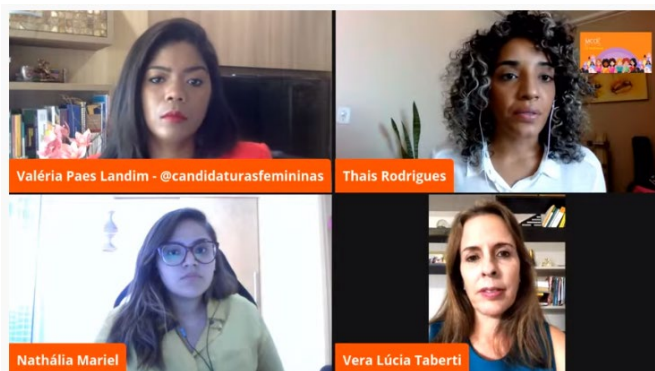 Valéria Paes Landim - @candidaturasfemininas
Thais Rodrigues
Nathália Mariel
Vera Lúcia Taberti